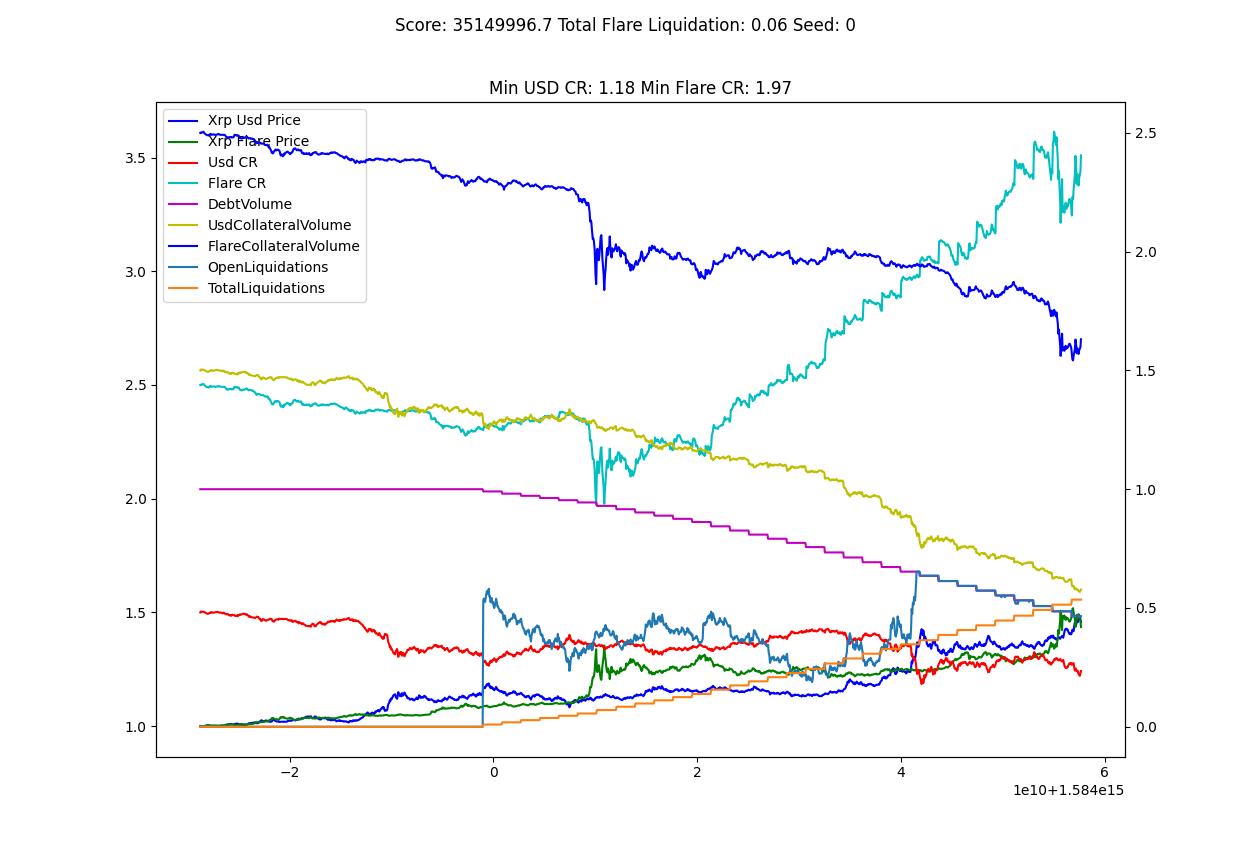 Score: 35149996.7 Total Flare Liquidation: 0.06 Seed: 0
Min USD CR: 1.18 Min Flare CR: 1.97
Xrp Usd Price
Xrp Flare Price
Usd CR
Flare CR
DebtVolume
UsdCollateralVolume
FlareCollateralVolume
OpenLiquidations
TotalLiquidations
3.5
3.0
2.5
2.0
1.5
1.0
2.5
2.0
1.5
1.0
0.5
0.0
−2 0 2 4 6
1e10+1.584e15